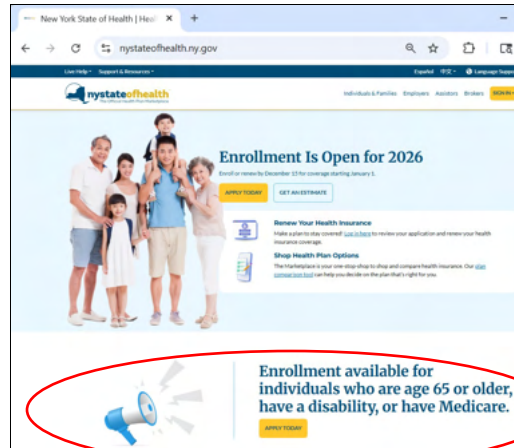 New York State of Health | Heal
nystateofhealth.ny.gov
Live Help Support & Resources
Español 中文 Language Suppo
nystateofhealth
The Official Health Plan Marketplace
Individuals & Families Employers Assistors Brokers SIGN IN
Enrollment Is Open for 2026
Enroll or renew by December 15 for coverage starting January 1.
APPLY TODAY GET AN ESTIMATE
Renew Your Health Insurance
Make a plan to stay covered! Log in here to review your application and renew your health
insurance coverage.
Shop Health Plan Options
The Marketplace is your one-stop-shop to shop and compare health insurance. Our plan
comparison tool can help you decide on the plan that's right for you
Enrollment available for
individuals who are age 65 or older,
have a disability, or have Medicare.
APPLY TODAY